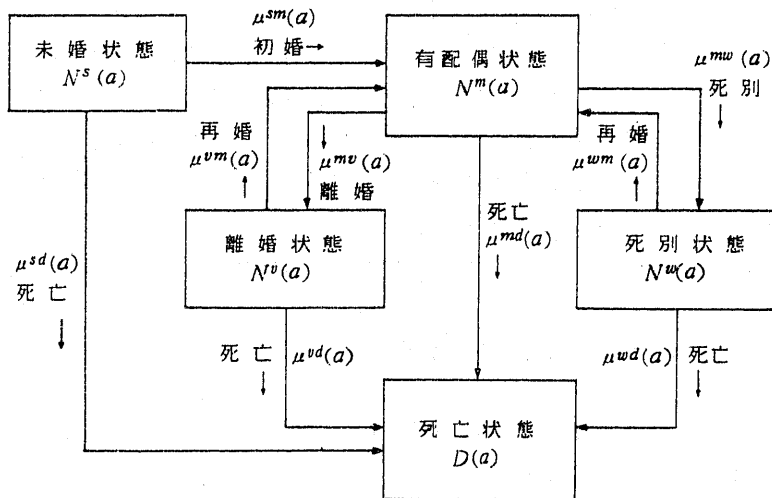 未婚状態
N^s(a)
μ^sm(a)
初婚→
有配偶状態
N^m(a)
μ^mw(a)
死別
↓
再婚
μ^vm(a)
↑
↓
μ^mv(a)
離婚
再婚
μ^wm(a)
↑
離婚状態
N^v(a)
死亡
μ^md(a)
↓
死別状態
N^w(a)
μ^sd(a)
死亡
↓
死亡
↓
μ^vd(a)
μ^wd(a)
死亡
↓
死亡状態
D(a)